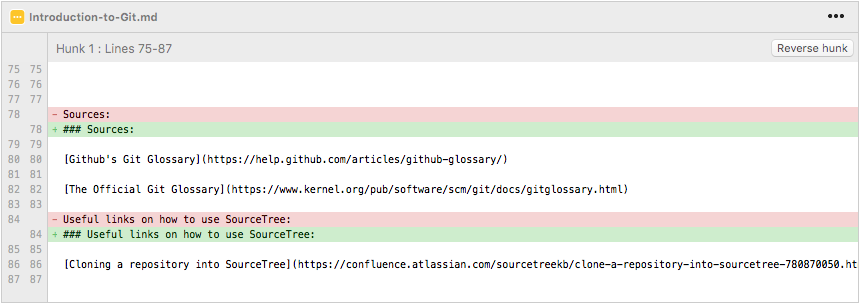 Introduction-to-Git.md
Hunk 1 : Lines 75-87
Reverse hunk
75 75
76 76
77 77
78 - Sources:
78 + ### Sources:
79 79
80 80 [Github's Git Glossary](https://help.github.com/articles/github-glossary/)
81 81
82 82 [The Official Git Glossary](https://www.kernel.org/pub/software/scm/git/docs/gitglossary.html)
83 83
84 - Useful links on how to use SourceTree:
84 + ### Useful links on how to use SourceTree:
85 85
86 86 [Cloning a repository into SourceTree](https://confluence.atlassian.com/sourcetreekb/clone-a-repository-into-sourcetree-780870050.ht
87 87